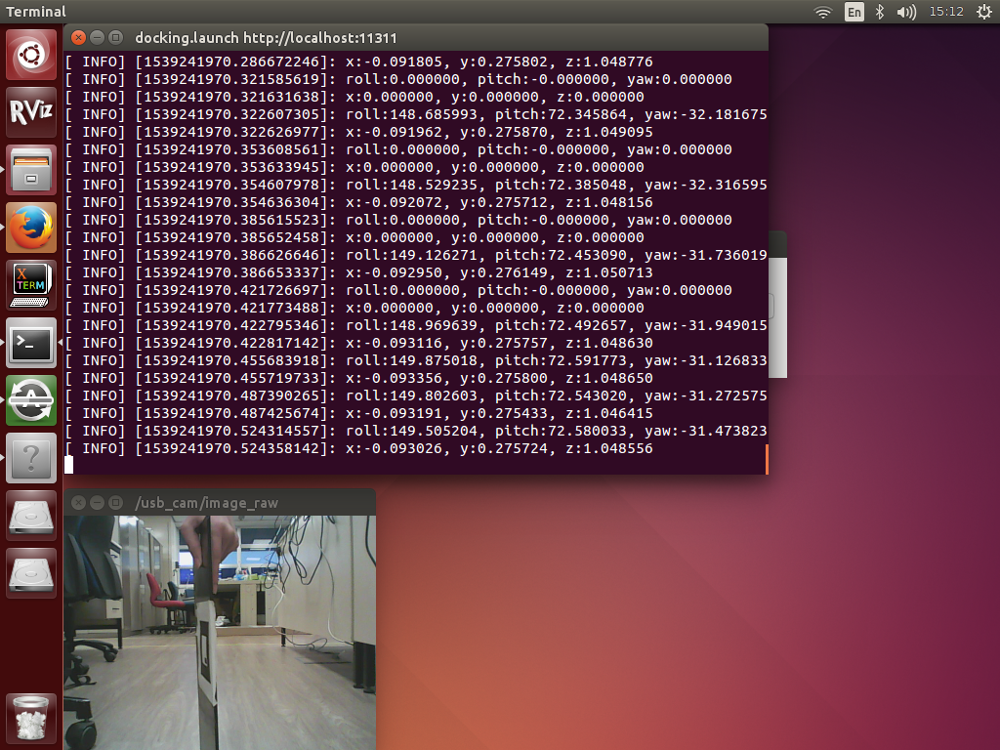 Terminal
En
15:12
docking.launch http://localhost:11311
RViz
X
TERM
>_
A
?
[ INFO] [1539241970.286672246]: x:-0.091805, y:0.275802, z:1.048776
[ INFO] [1539241970.321585619]: roll:0.000000, pitch:-0.000000, yaw:0.000000
[ INFO] [1539241970.321631638]: x:0.000000, y:0.000000, z:0.000000
[ INFO] [1539241970.322607305]: roll:148.685993, pitch:72.345864, yaw:-32.181675
[ INFO] [1539241970.322626977]: x:-0.091962, y:0.275870, z:1.049095
[ INFO] [1539241970.353608561]: roll:0.000000, pitch:-0.000000, yaw:0.000000
[ INFO] [1539241970.353633945]: x:0.000000, y:0.000000, z:0.000000
[ INFO] [1539241970.354607978]: roll:148.529235, pitch:72.385048, yaw:-32.316595
[ INFO] [1539241970.354636304]: x:-0.092072, y:0.275712, z:1.048156
[ INFO] [1539241970.385615523]: roll:0.000000, pitch:-0.000000, yaw:0.000000
[ INFO] [1539241970.385652458]: x:0.000000, y:0.000000, z:0.000000
[ INFO] [1539241970.386626646]: roll:149.126271, pitch:72.453090, yaw:-31.736019
[ INFO] [1539241970.386653337]: x:-0.092950, y:0.276149, z:1.050713
[ INFO] [1539241970.421726697]: roll:0.000000, pitch:-0.000000, yaw:0.000000
[ INFO] [1539241970.421773488]: x:0.000000, y:0.000000, z:0.000000
[ INFO] [1539241970.422795346]: roll:148.969639, pitch:72.492657, yaw:-31.949015
[ INFO] [1539241970.422817142]: x:-0.093116, y:0.275757, z:1.048630
[ INFO] [1539241970.455683918]: roll:149.875018, pitch:72.591773, yaw:-31.126833
[ INFO] [1539241970.455719733]: x:-0.093356, y:0.275800, z:1.048650
[ INFO] [1539241970.487390265]: roll:149.802603, pitch:72.543020, yaw:-31.272575
[ INFO] [1539241970.487425674]: x:-0.093191, y:0.275433, z:1.046415
[ INFO] [1539241970.524314557]: roll:149.505204, pitch:72.580033, yaw:-31.473823
[ INFO] [1539241970.524358142]: x:-0.093026, y:0.275724, z:1.048556
/usb_cam/image_raw